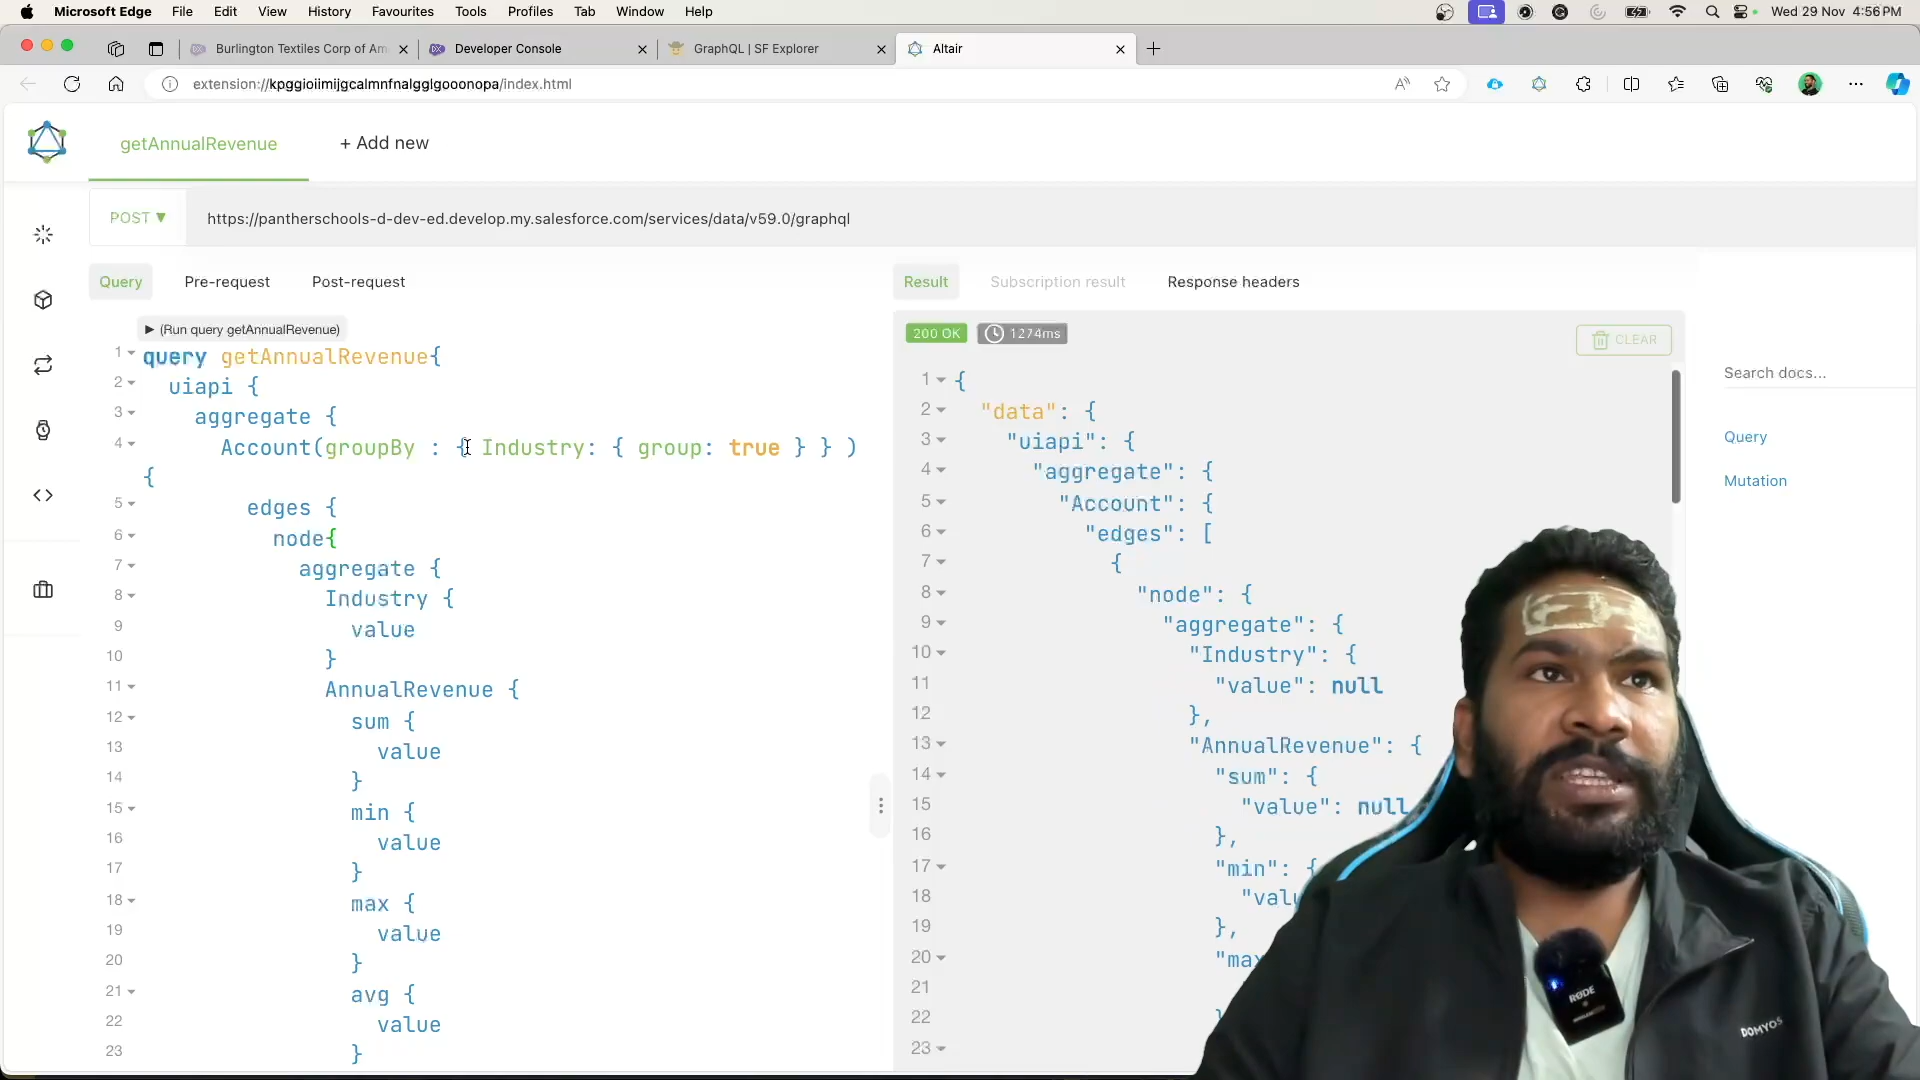 Microsoft Edge File Edit View History Favourites Tools Profiles Tab Window Help Wed 29 Nov 4:56 PM
Burlington Textiles Corp of Am Developer Console GraphQL | SF Explorer Altair
extension://kpggioiimijgcalmnfnalgglgooonopa/index.html
getAnnualRevenue + Add new
POST ▼ https://pantherschools-d-dev-ed.develop.my.salesforce.com/services/data/v59.0/graphql
Query Pre-request Post-request
(Run query getAnnualRevenue)
1 query getAnnualRevenue{
2 uiapi {
3 aggregate {
4 Account(groupBy : { Industry: { group: true } } )
{
5 edges {
6 node{
7 aggregate {
8 Industry {
9 value
10 }
11 AnnualRevenue {
12 sum {
13 value
14 }
15 min {
16 value
17 }
18 max {
19 value
20 }
21 avg {
22 value
23 }
Result Subscription result Response headers
200 OK 1274ms CLEAR
1 {
2 "data": {
3 "uiapi": {
4 "aggregate": {
5 "Account": {
6 "edges": [
7 {
8 "node": {
9 "aggregate": {
10 "Industry": {
11 "value": null
12 },
13 "AnnualRevenue": {
14 "sum": {
15 "value": null
16 },
17 "min": {
18
19 },
20
21
22
23
Search docs...
Query
Mutation
RØDE
DOMYOS